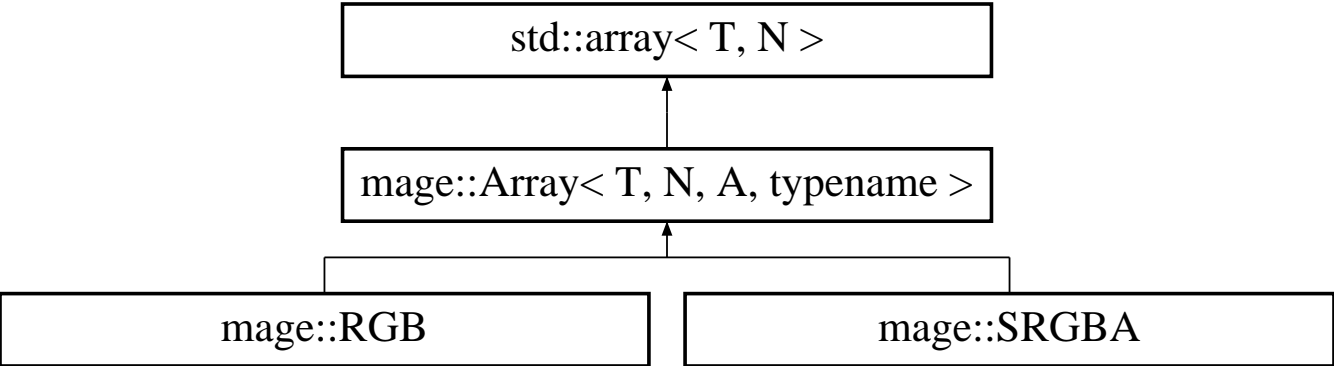 std::array< T, N >
mage::Array< T, N, A, typename >
mage::RGB
mage::SRGBA